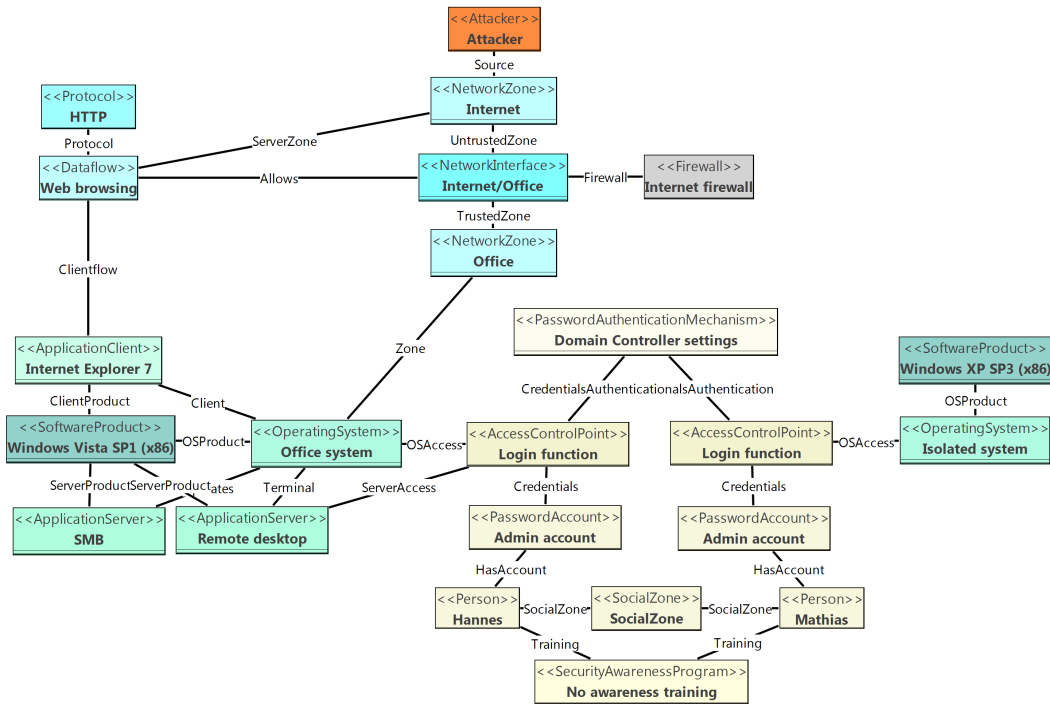 <<Attacker>>
Attacker
Source
<<NetworkZone>>
Internet
<<Protocol>>
HTTP
Protocol
ServerZone
UntrustedZone
<<Dataflow>>
Web browsing
Allows
<<NetworkInterface>>
Internet/Office
Firewall
<<Firewall>>
Internet firewall
TrustedZone
<<NetworkZone>>
Office
Clientflow
Zone
<<PasswordAuthenticationMechanism>>
Domain Controller settings
<<ApplicationClient>>
Internet Explorer 7
<<SoftwareProduct>>
Windows XP SP3 (x86)
ClientProduct
Client
CredentialsAuthenticationalsAuthentication
OSProduct
<<SoftwareProduct>>
Windows Vista SP1 (x86)
OSProduct
<<OperatingSystem>>
Office system
OSAccess
<<AccessControlPoint>>
Login function
<<AccessControlPoint>>
Login function
OSAccess
<<OperatingSystem>>
Isolated system
ServerProduct
ServerProduct
ates
Terminal
ServerAccess
Credentials
Credentials
<<ApplicationServer>>
SMB
<<ApplicationServer>>
Remote desktop
<<PasswordAccount>>
Admin account
<<PasswordAccount>>
Admin account
HasAccount
HasAccount
<<Person>>
Hannes
SocialZone
<<SocialZone>>
SocialZone
SocialZone
<<Person>>
Mathias
Training
Training
<<SecurityAwarenessProgram>>
No awareness training